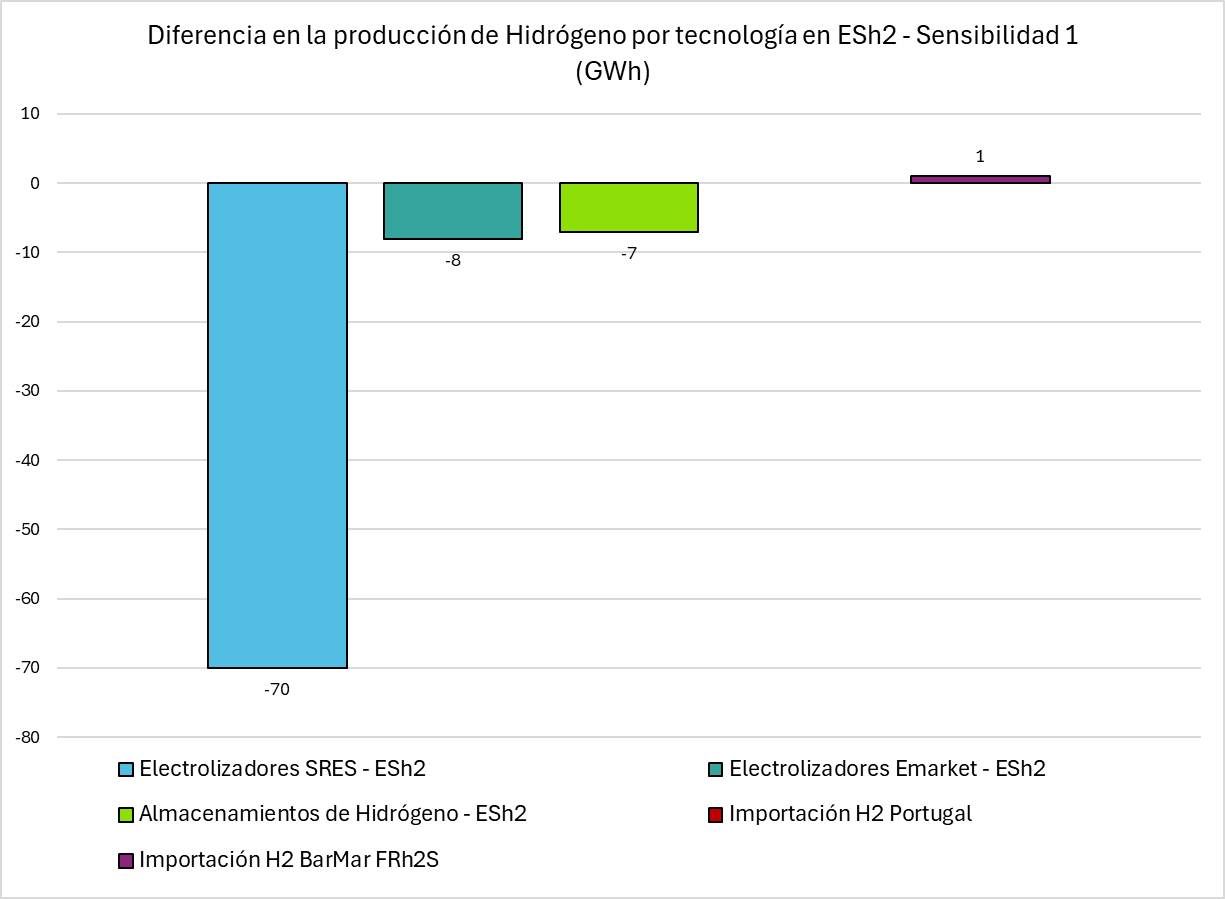 Diferencia en la producción de Hidrógeno por tecnología en ESh2 - Sensibilidad 1
(GWh)
10
0
-10
-20
-30
-40
-50
-60
-70
-80
-70
-8
-7
1
Electrolizadores SRES - ESh2
Electrolizadores Emarket - ESh2
Almacenamientos de Hidrógeno - ESh2
Importación H2 Portugal
Importación H2 BarMar FRh2S